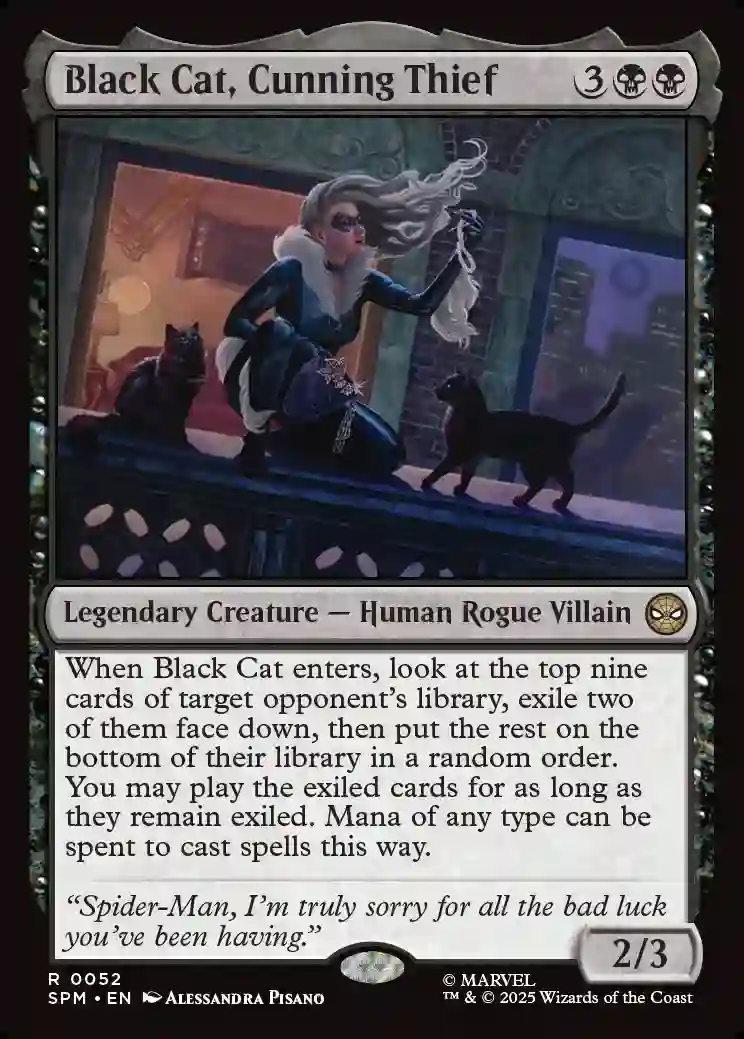 Black Cat, Cunning Thief 3
Legendary Creature — Human Rogue Villain
When Black Cat enters, look at the top nine
cards of target opponent's library, exile two
of them face down, then put the rest on the
bottom of their library in a random order.
You may play the exiled cards for as long as
they remain exiled. Mana of any type can be
spent to cast spells this way.
“Spider-Man, I'm truly sorry for all the bad luck
you've been having.”
2/3
R 0052
SPM • EN Alessandra Pisano
© MARVEL
™ & © 2025 Wizards of the Coast